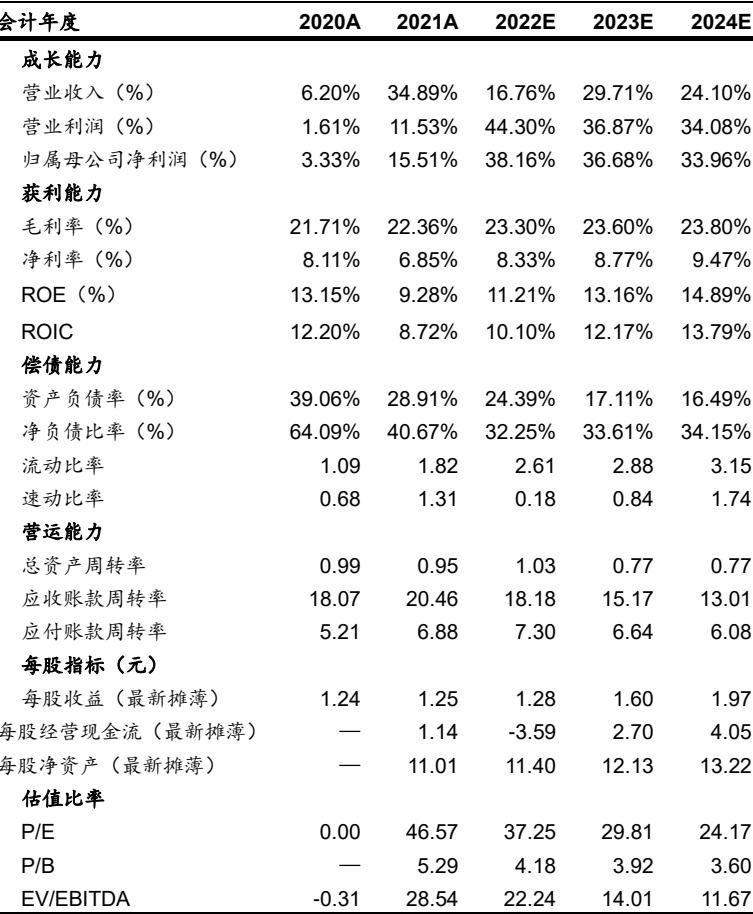 会计年度 2020A 2021A 2022E 2023E 2024E
成长能力
营业收入（%） 6.20% 34.89% 16.76% 29.71% 24.10%
营业利润（%） 1.61% 11.53% 44.30% 36.87% 34.08%
归属母公司净利润（%） 3.33% 15.51% 38.16% 36.68% 33.96%
获利能力
毛利率（%） 21.71% 22.36% 23.30% 23.60% 23.80%
净利率（%） 8.11% 6.85% 8.33% 8.77% 9.47%
ROE（%） 13.15% 9.28% 11.21% 13.16% 14.89%
ROIC 12.20% 8.72% 10.10% 12.17% 13.79%
偿债能力
资产负债率（%） 39.06% 28.91% 24.39% 17.11% 16.49%
净负债比率（%） 64.09% 40.67% 32.25% 33.61% 34.15%
流动比率 1.09 1.82 2.61 2.88 3.15
速动比率 0.68 1.31 0.18 0.84 1.74
营运能力
总资产周转率 0.99 0.95 1.03 0.77 0.77
应收账款周转率 18.07 20.46 18.18 15.17 13.01
应付账款周转率 5.21 6.88 7.30 6.64 6.08
每股指标（元）
每股收益（最新摊薄） 1.24 1.25 1.28 1.60 1.97
每股经营现金流（最新摊薄） — 1.14 -3.59 2.70 4.05
每股净资产（最新摊薄） — 11.01 11.40 12.13 13.22
估值比率
P/E 0.00 46.57 37.25 29.81 24.17
P/B — 5.29 4.18 3.92 3.60
EV/EBITDA -0.31 28.54 22.24 14.01 11.67